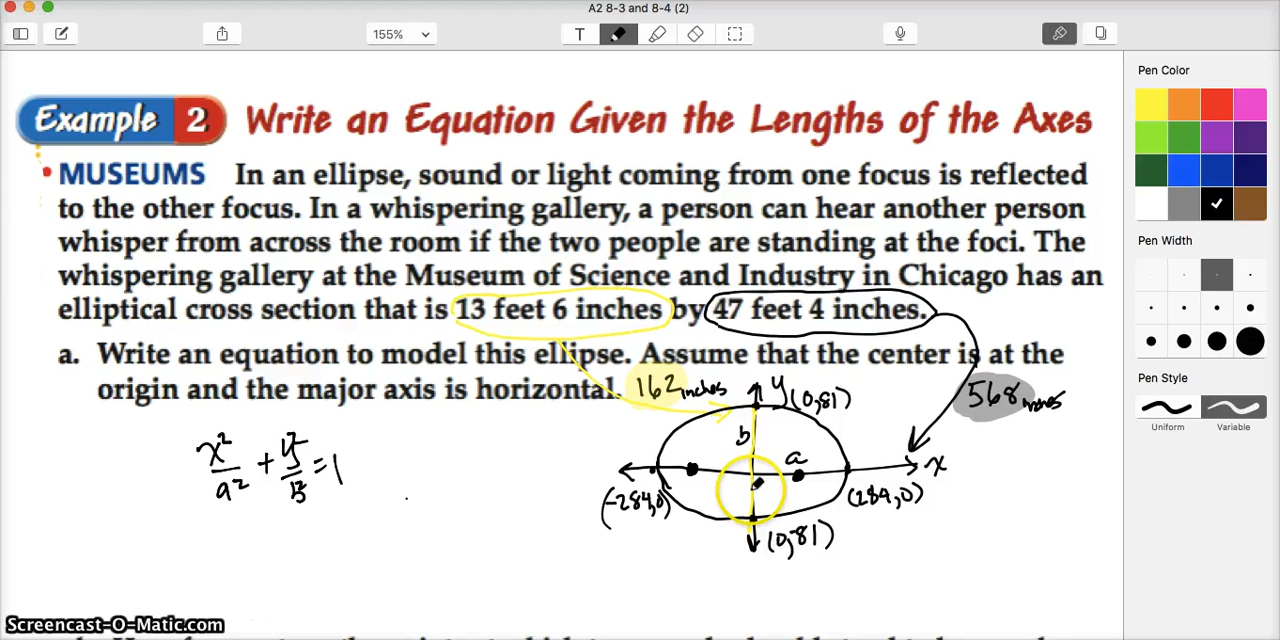 A2 8-3 and 8-4 (2)
155%
T
Example 2 Write an Equation Given the Lengths of the Axes
• MUSEUMS In an ellipse, sound or light coming from one focus is reflected
to the other focus. In a whispering gallery, a person can hear another person
whisper from across the room if the two people are standing at the foci. The
whispering gallery at the Museum of Science and Industry in Chicago has an
elliptical cross section that is 13 feet 6 inches by 47 feet 4 inches.
a. Write an equation to model this ellipse. Assume that the center is at the
origin and the major axis is horizontal.
162 inches
568 inches
y (0,81)
b
a
x
(-284,0)
(284,0)
(0,-81)
x²/a² + y²/b² = 1
Pen Color
Pen Width
Pen Style
Uniform Variable
Screencast-O-Matic.com